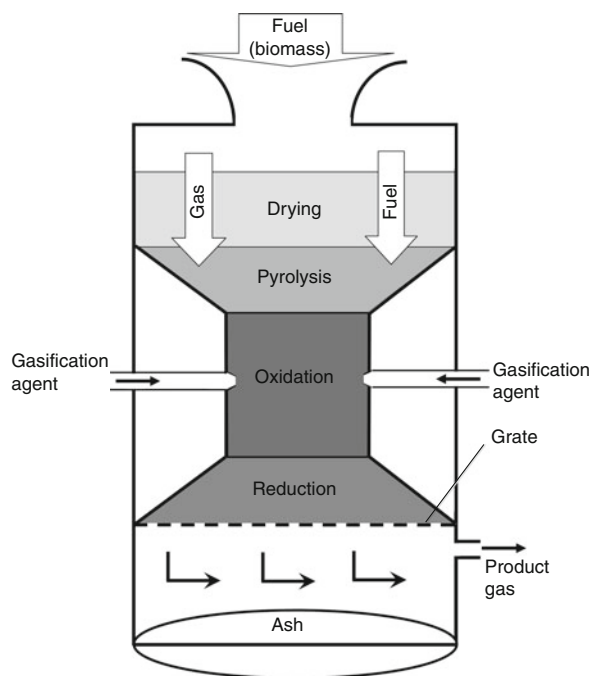 Fuel
(biomass)
Gas
Fuel
Drying
Pyrolysis
Gasification
agent
Oxidation
Gasification
agent
Grate
Reduction
Product
gas
Ash